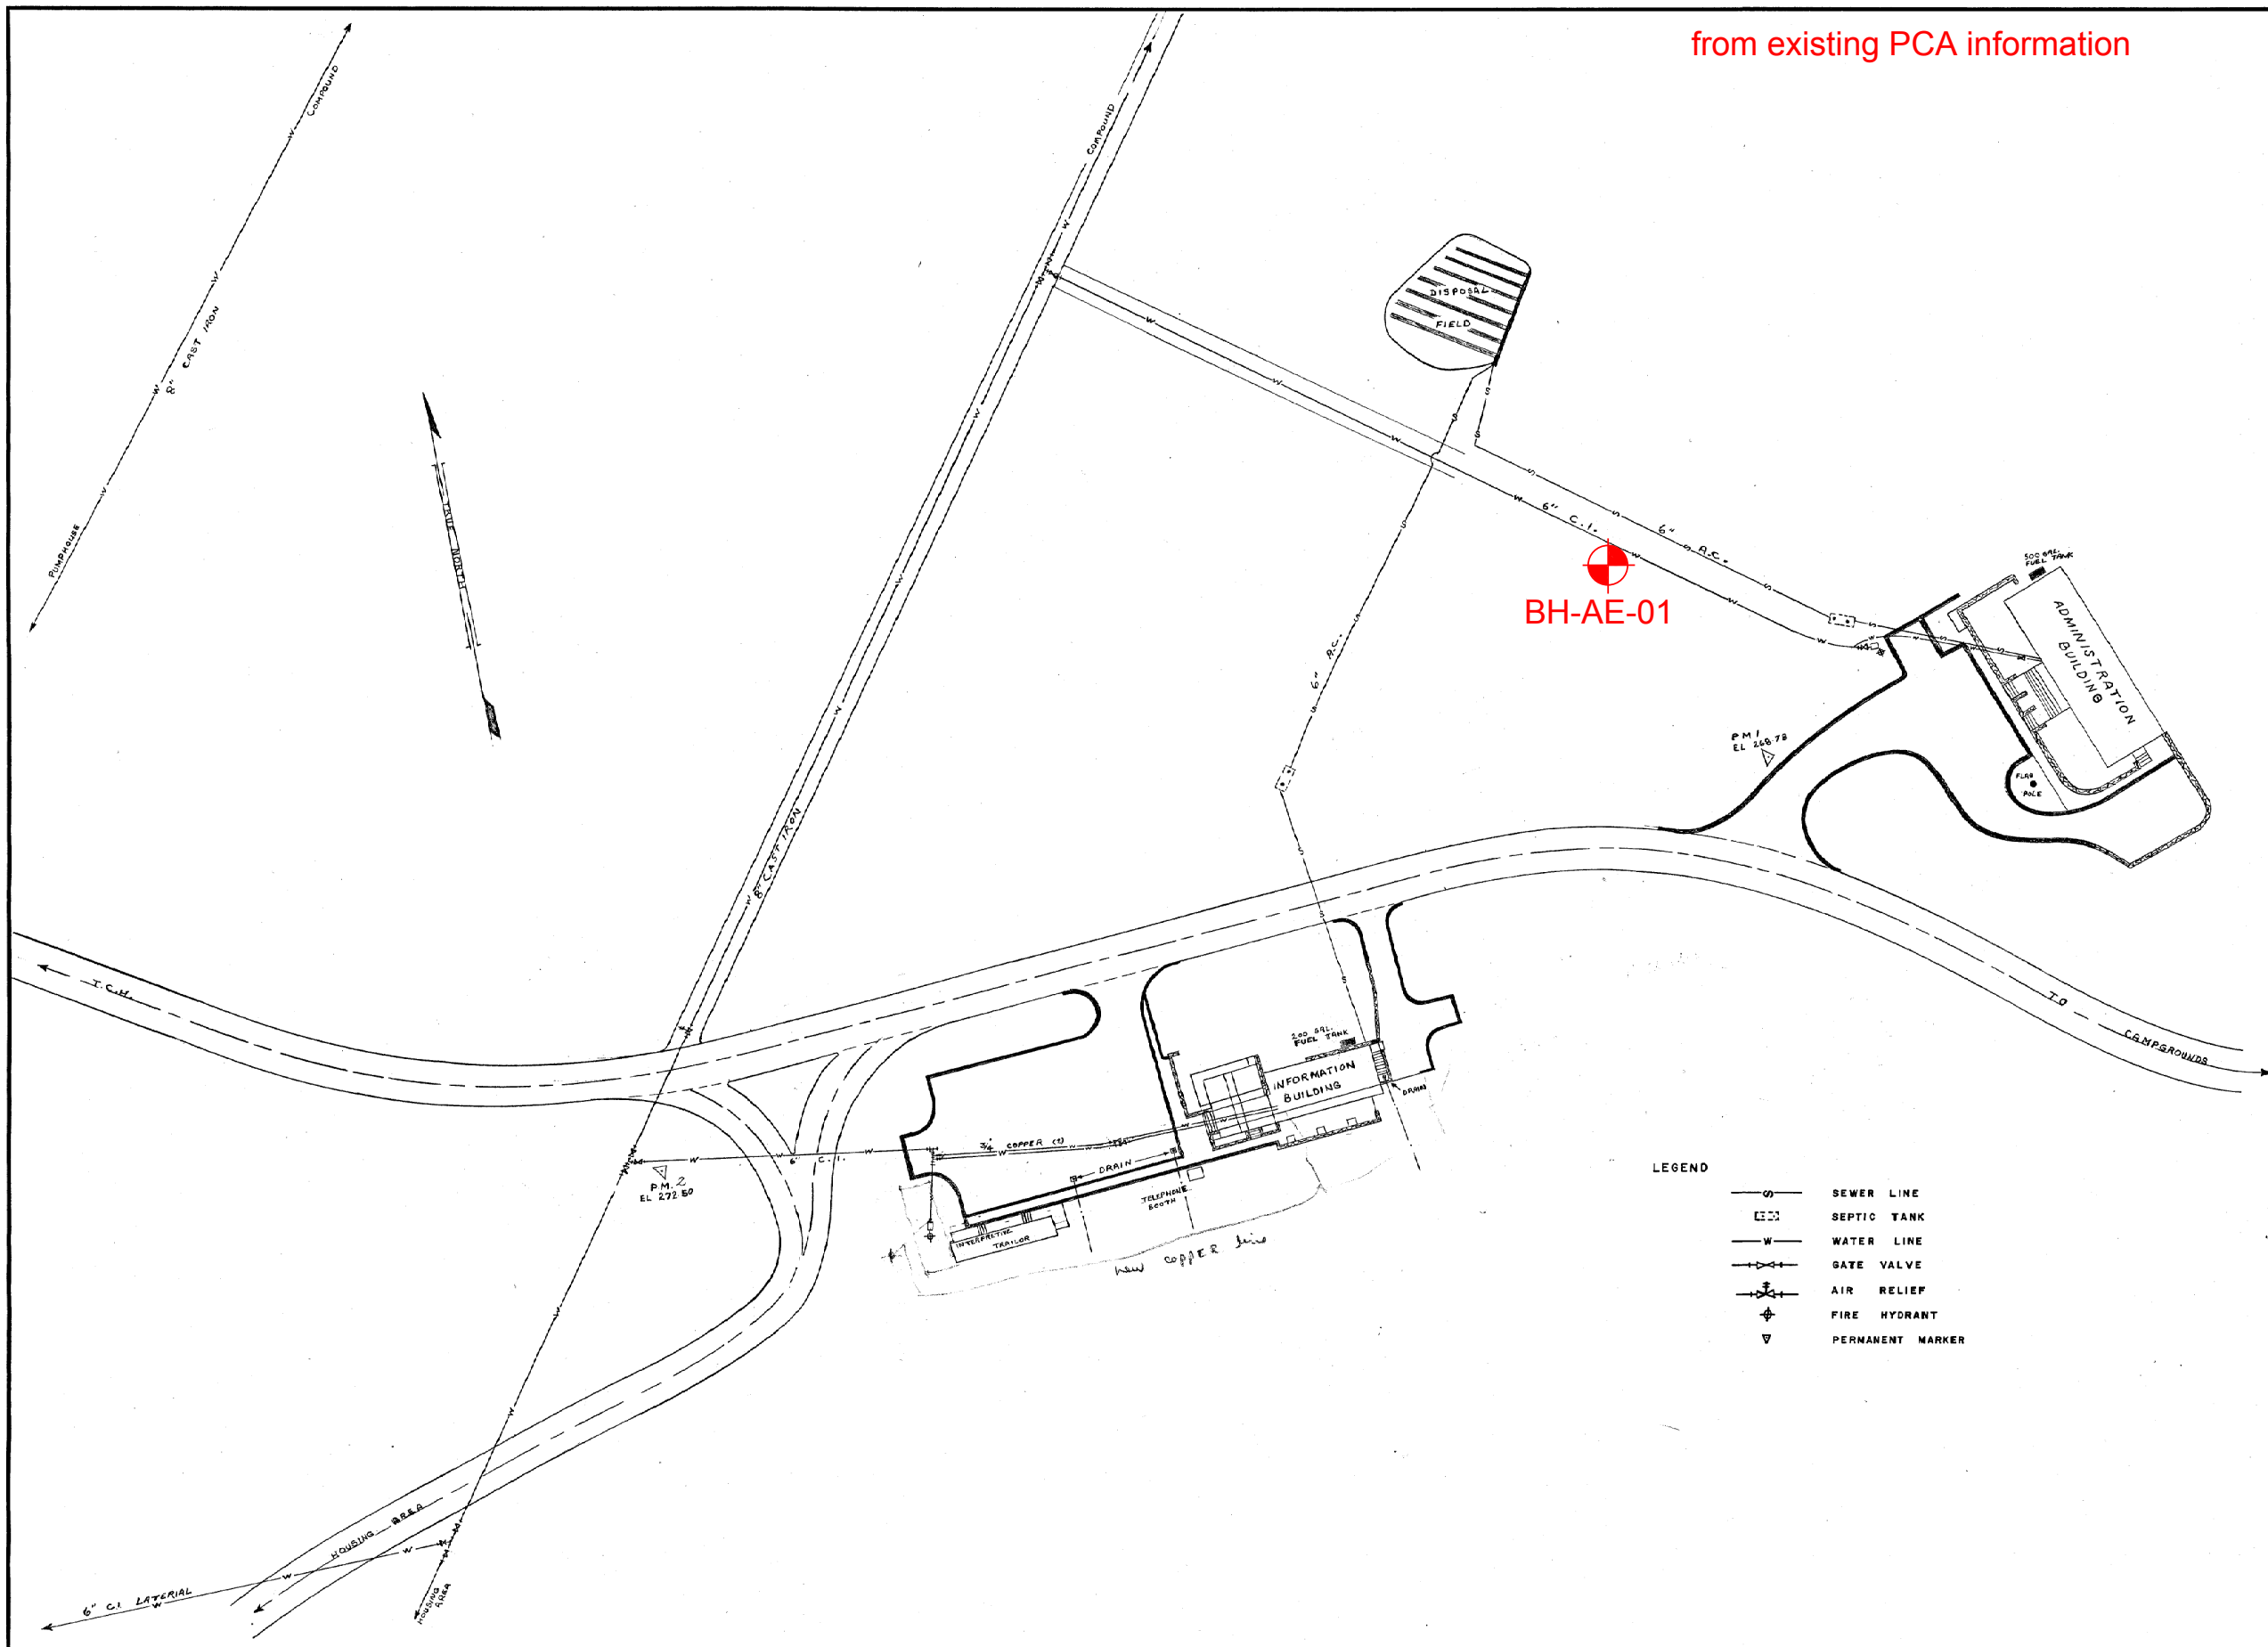 from existing PCA information
COMPOUND
W
W
8" CAST IRON
W
W
PUMPHOUSE
TRUE NORTH
COMPOUND
W
W
W
W
W
W
8" CAST IRON
DISPOSAL
FIELD
W
W
W
W
6" C.I.
W
W
W
S
S
S
S
6" A.C.
S
S
S
S
S
6" A.C.
S
S
S
S
BH-AE-01
500 GAL.
FUEL TANK
ADMINISTRATION
BUILDING
P M 1
EL 268.78
FLAG
POLE
T.C.H.
TO
CAMPGROUNDS
200 GAL.
FUEL TANK
INFORMATION
BUILDING
DRAIN
3/4" COPPER (?)
W
W
W
W
6" C.I.
W
W
P.M. 2
EL 272.50
DRAIN
TELEPHONE
BOOTH
INTERPRETIVE
TRAILOR
new copper line
W
W
HOUSING AREA
W
W
W
6" C.I. LATERIAL
HOUSING
AREA
LEGEND
S SEWER LINE
SEPTIC TANK
W WATER LINE
GATE VALVE
AIR RELIEF
FIRE HYDRANT
PERMANENT MARKER